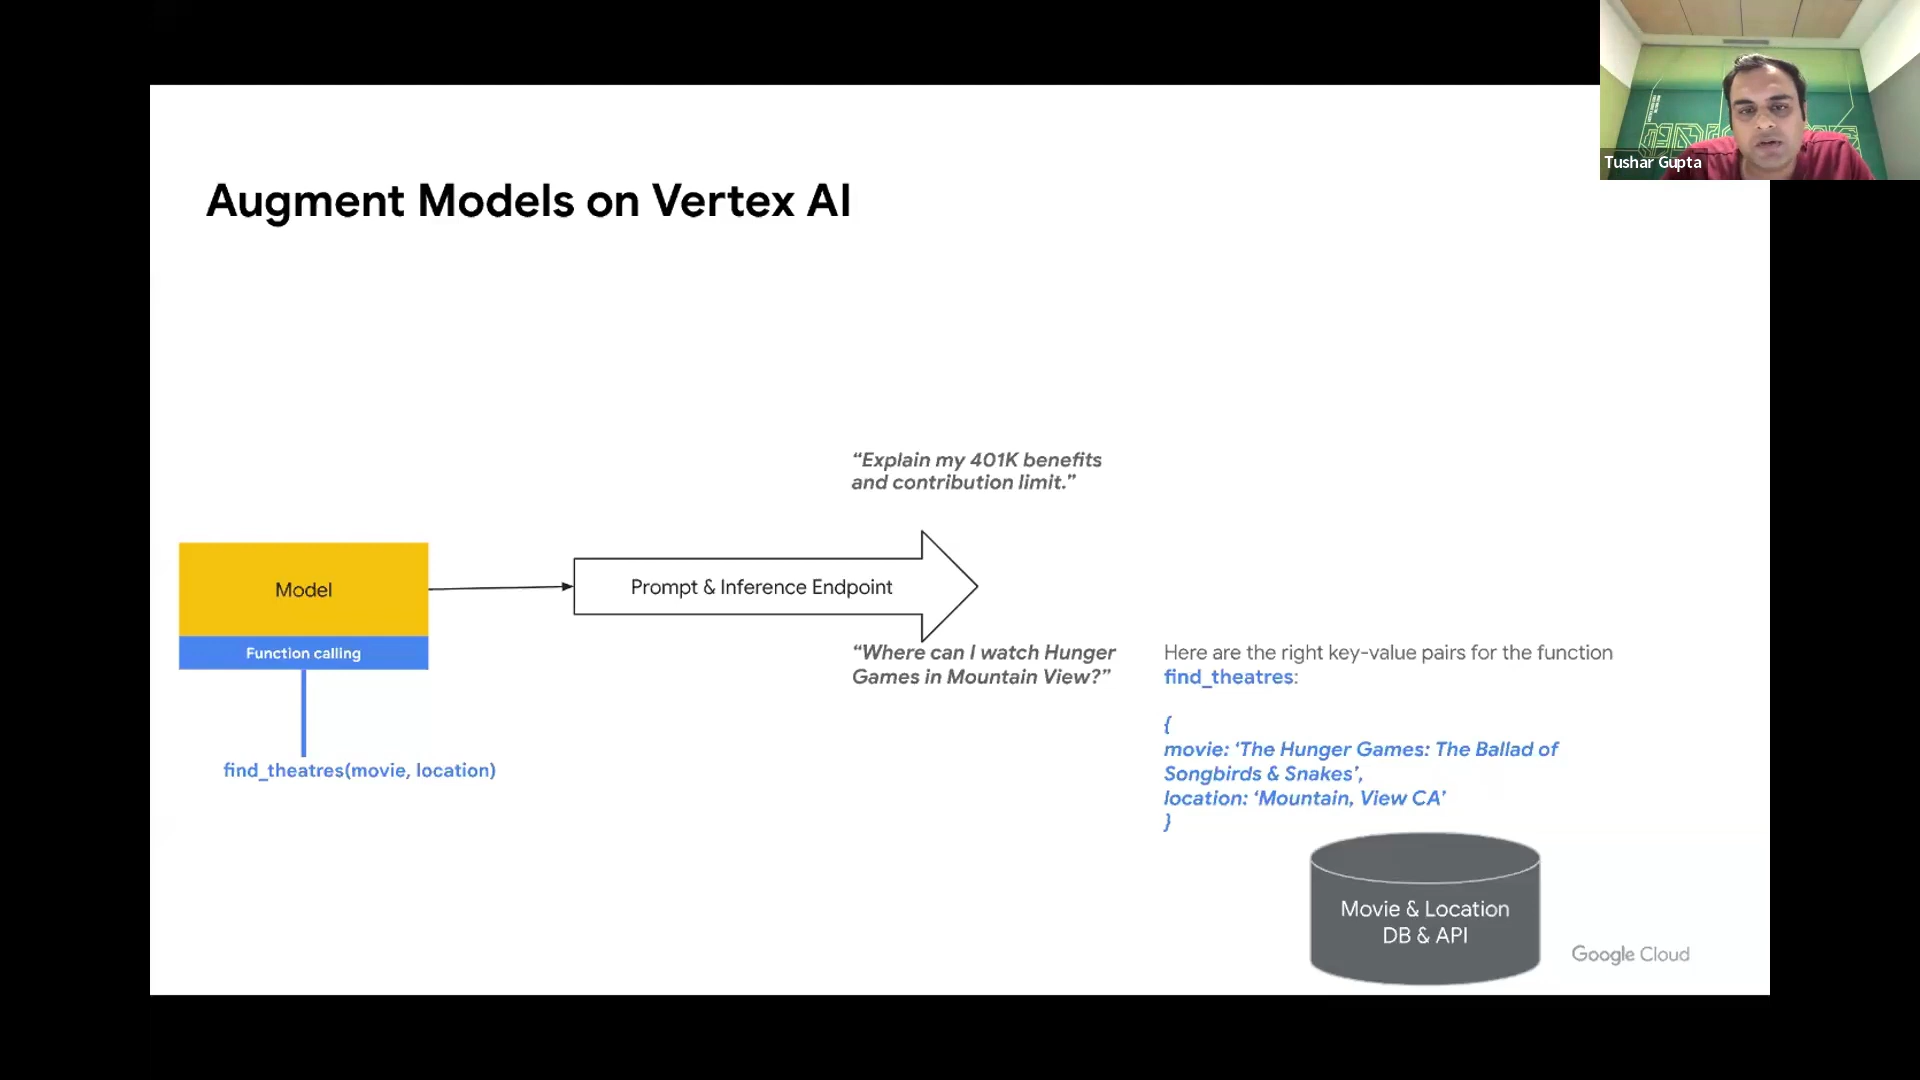 Tushar Gupta
Augment Models on Vertex AI
“Explain my 401K benefits
and contribution limit.”
Model
Function calling
find_theatres(movie, location)
Prompt & Inference Endpoint
“Where can I watch Hunger
Games in Mountain View?”
Here are the right key-value pairs for the function
find_theatres:
{
movie: ‘The Hunger Games: The Ballad of
Songbirds & Snakes’,
location: ‘Mountain, View CA’
}
Movie & Location
DB & API
Google Cloud